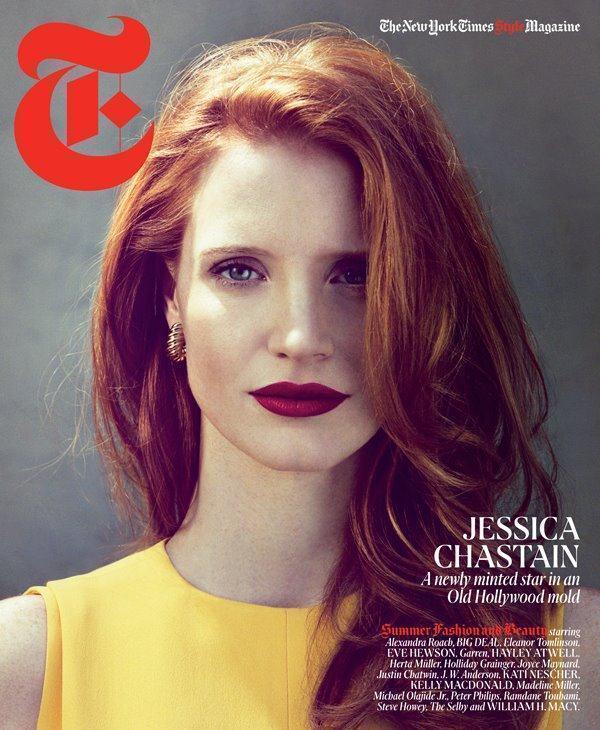 T
The New York Times Style Magazine
JESSICA
CHASTAIN
A newly minted star in an
Old Hollywood mold
Summer Fashion and Beauty starring
Alexandra Roach, BIG DEAL, Eleanor Tomlinson,
EVE HEWSON, Garren, HAYLEY ATWELL,
Herta Müller, Holliday Grainger, Joyce Maynard,
Justin Chatwin, J. W. Anderson, KATI NESCHER,
KELLY MACDONALD, Madeline Miller,
Michael Olajide Jr., Peter Philips, Ramdane Touhami,
Steve Howey, The Selby and WILLIAM H. MACY.